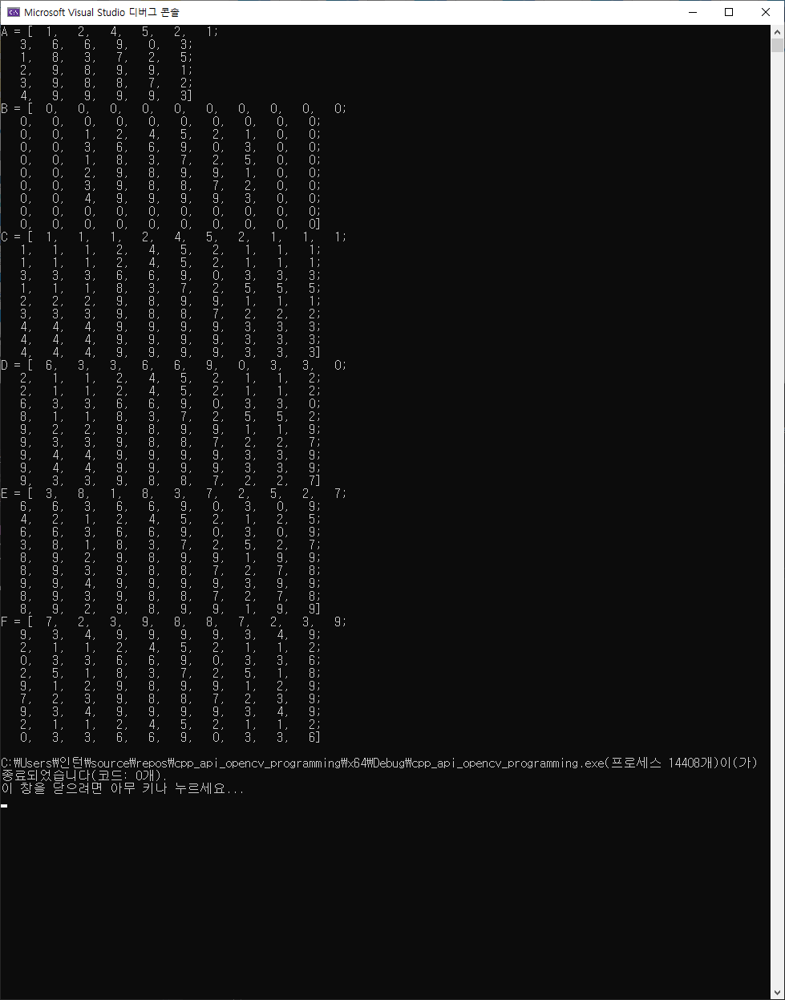 Microsoft Visual Studio 디버그 콘솔
A = [  1,   2,   4,   5,   2,   1;
   3,   6,   6,   9,   0,   3;
   1,   8,   3,   7,   2,   5;
   2,   9,   8,   9,   9,   1;
   3,   9,   8,   8,   7,   2;
   4,   9,   9,   9,   9,   3]
B = [  0,   0,   0,   0,   0,   0,   0,   0,   0,   0;
   0,   0,   0,   0,   0,   0,   0,   0,   0,   0;
   0,   0,   1,   2,   4,   5,   2,   1,   0,   0;
   0,   0,   3,   6,   6,   9,   0,   3,   0,   0;
   0,   0,   1,   8,   3,   7,   2,   5,   0,   0;
   0,   0,   2,   9,   8,   9,   9,   1,   0,   0;
   0,   0,   3,   9,   8,   8,   7,   2,   0,   0;
   0,   0,   4,   9,   9,   9,   9,   3,   0,   0;
   0,   0,   0,   0,   0,   0,   0,   0,   0,   0;
   0,   0,   0,   0,   0,   0,   0,   0,   0,   0]
C = [  1,   1,   1,   2,   4,   5,   2,   1,   1,   1;
   1,   1,   1,   2,   4,   5,   2,   1,   1,   1;
   1,   1,   1,   2,   4,   5,   2,   1,   1,   1;
   3,   3,   3,   6,   6,   9,   0,   3,   3,   3;
   1,   1,   1,   8,   3,   7,   2,   5,   5,   5;
   2,   2,   2,   9,   8,   9,   9,   1,   1,   1;
   3,   3,   3,   9,   8,   8,   7,   2,   2,   2;
   4,   4,   4,   9,   9,   9,   9,   3,   3,   3;
   4,   4,   4,   9,   9,   9,   9,   3,   3,   3;
   4,   4,   4,   9,   9,   9,   9,   3,   3,   3]
D = [  6,   3,   3,   6,   6,   9,   0,   3,   3,   0;
   2,   1,   1,   2,   4,   5,   2,   1,   1,   2;
   2,   1,   1,   2,   4,   5,   2,   1,   1,   2;
   6,   3,   3,   6,   6,   9,   0,   3,   3,   0;
   8,   1,   1,   8,   3,   7,   2,   5,   5,   2;
   9,   2,   2,   9,   8,   9,   9,   1,   1,   9;
   9,   3,   3,   9,   8,   8,   7,   2,   2,   7;
   9,   4,   4,   9,   9,   9,   9,   3,   3,   9;
   9,   4,   4,   9,   9,   9,   9,   3,   3,   9;
   9,   3,   3,   9,   8,   8,   7,   2,   2,   7]
E = [  3,   8,   1,   8,   3,   7,   2,   5,   2,   7;
   6,   6,   3,   6,   6,   9,   0,   3,   0,   9;
   4,   2,   1,   2,   4,   5,   2,   1,   2,   5;
   6,   6,   3,   6,   6,   9,   0,   3,   0,   9;
   3,   8,   1,   8,   3,   7,   2,   5,   2,   7;
   8,   9,   2,   9,   8,   9,   9,   1,   9,   9;
   8,   9,   3,   9,   8,   8,   7,   2,   7,   8;
   9,   9,   4,   9,   9,   9,   9,   3,   9,   9;
   8,   9,   3,   9,   8,   8,   7,   2,   7,   8;
   8,   9,   2,   9,   8,   9,   9,   1,   9,   9]
F = [  7,   2,   3,   9,   8,   8,   7,   2,   3,   9;
   9,   3,   4,   9,   9,   9,   9,   3,   4,   9;
   2,   1,   1,   2,   4,   5,   2,   1,   1,   2;
   0,   3,   3,   6,   6,   9,   0,   3,   3,   6;
   2,   5,   1,   8,   3,   7,   2,   5,   1,   8;
   9,   1,   2,   9,   8,   9,   9,   1,   2,   9;
   7,   2,   3,   9,   8,   8,   7,   2,   3,   9;
   9,   3,   4,   9,   9,   9,   9,   3,   4,   9;
   2,   1,   1,   2,   4,   5,   2,   1,   1,   2;
   0,   3,   3,   6,   6,   9,   0,   3,   3,   6]
C:₩Users₩인턴₩source₩repos₩cpp_api_opencv_programming₩x64₩Debug₩cpp_api_opencv_programming.exe(프로세스 14408개)이(가)
종료되었습니다(코드: 0개).
이 창을 닫으려면 아무 키나 누르세요...